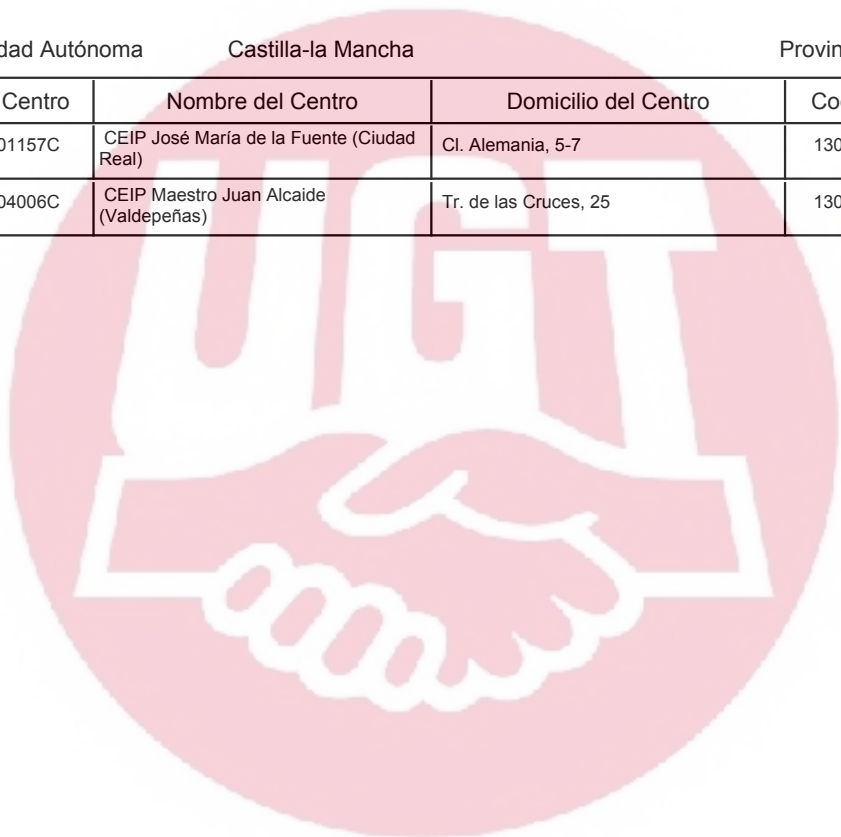 dad Autónoma Castilla-la Mancha Provin
Centro Nombre del Centro Domicilio del Centro Co
01157C CEIP José María de la Fuente (Ciudad Real) Cl. Alemania, 5-7 130
04006C CEIP Maestro Juan Alcaide (Valdepeñas) Tr. de las Cruces, 25 130
UGT